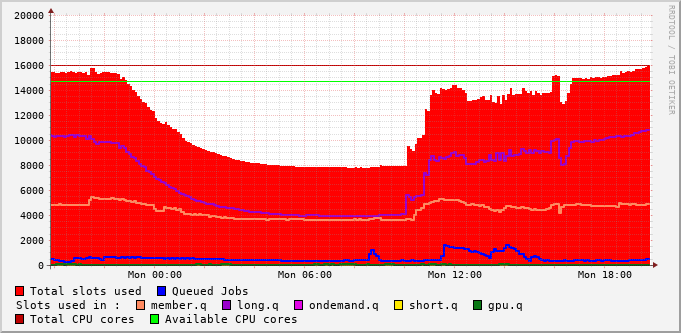 20000
18000
16000
14000
12000
10000
8000
6000
4000
2000
0
Mon 00:00 Mon 06:00 Mon 12:00 Mon 18:00
RRDTOOL / TOBI OETIKER
Total slots used Queued Jobs
Slots used in : member.q long.q ondemand.q short.q gpu.q
Total CPU cores Available CPU cores